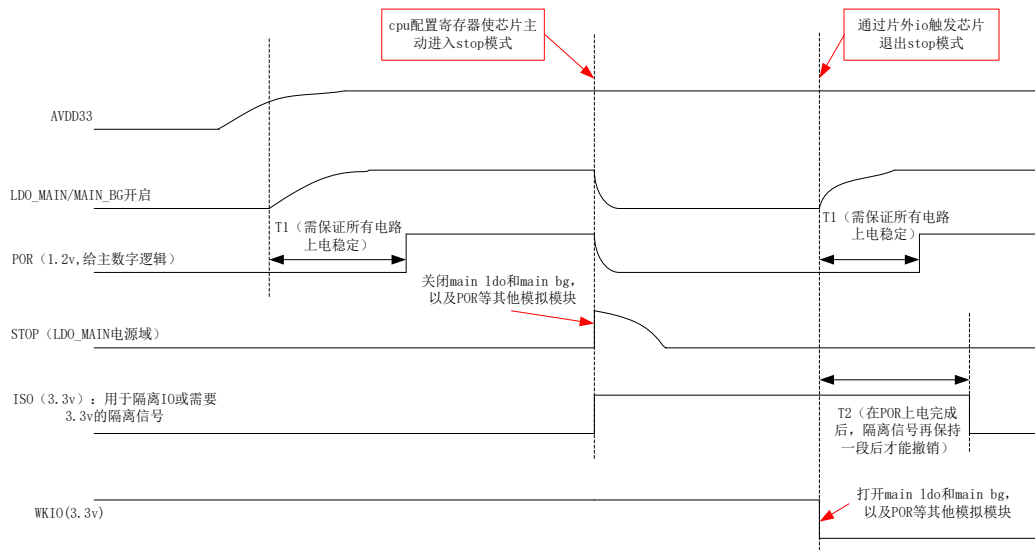 cpu配置寄存器使芯片主
动进入stop模式
通过片外io触发芯片
退出stop模式
AVDD33
LDO_MAIN/MAIN_BG开启
T1（需保证所有电路
上电稳定）
T1（需保证所有电路
上电稳定）
POR（1.2v,给主数字逻辑）
关闭main ldo和main bg，
以及POR等其他模拟模块
STOP（LDO_MAIN电源域）
ISO（3.3v）：用于隔离IO或需要
3.3v的隔离信号
T2（在POR上电完成
后，隔离信号再保持
一段后才能撤销）
WKIO(3.3v)
打开main ldo和main bg，
以及POR等其他模拟模块